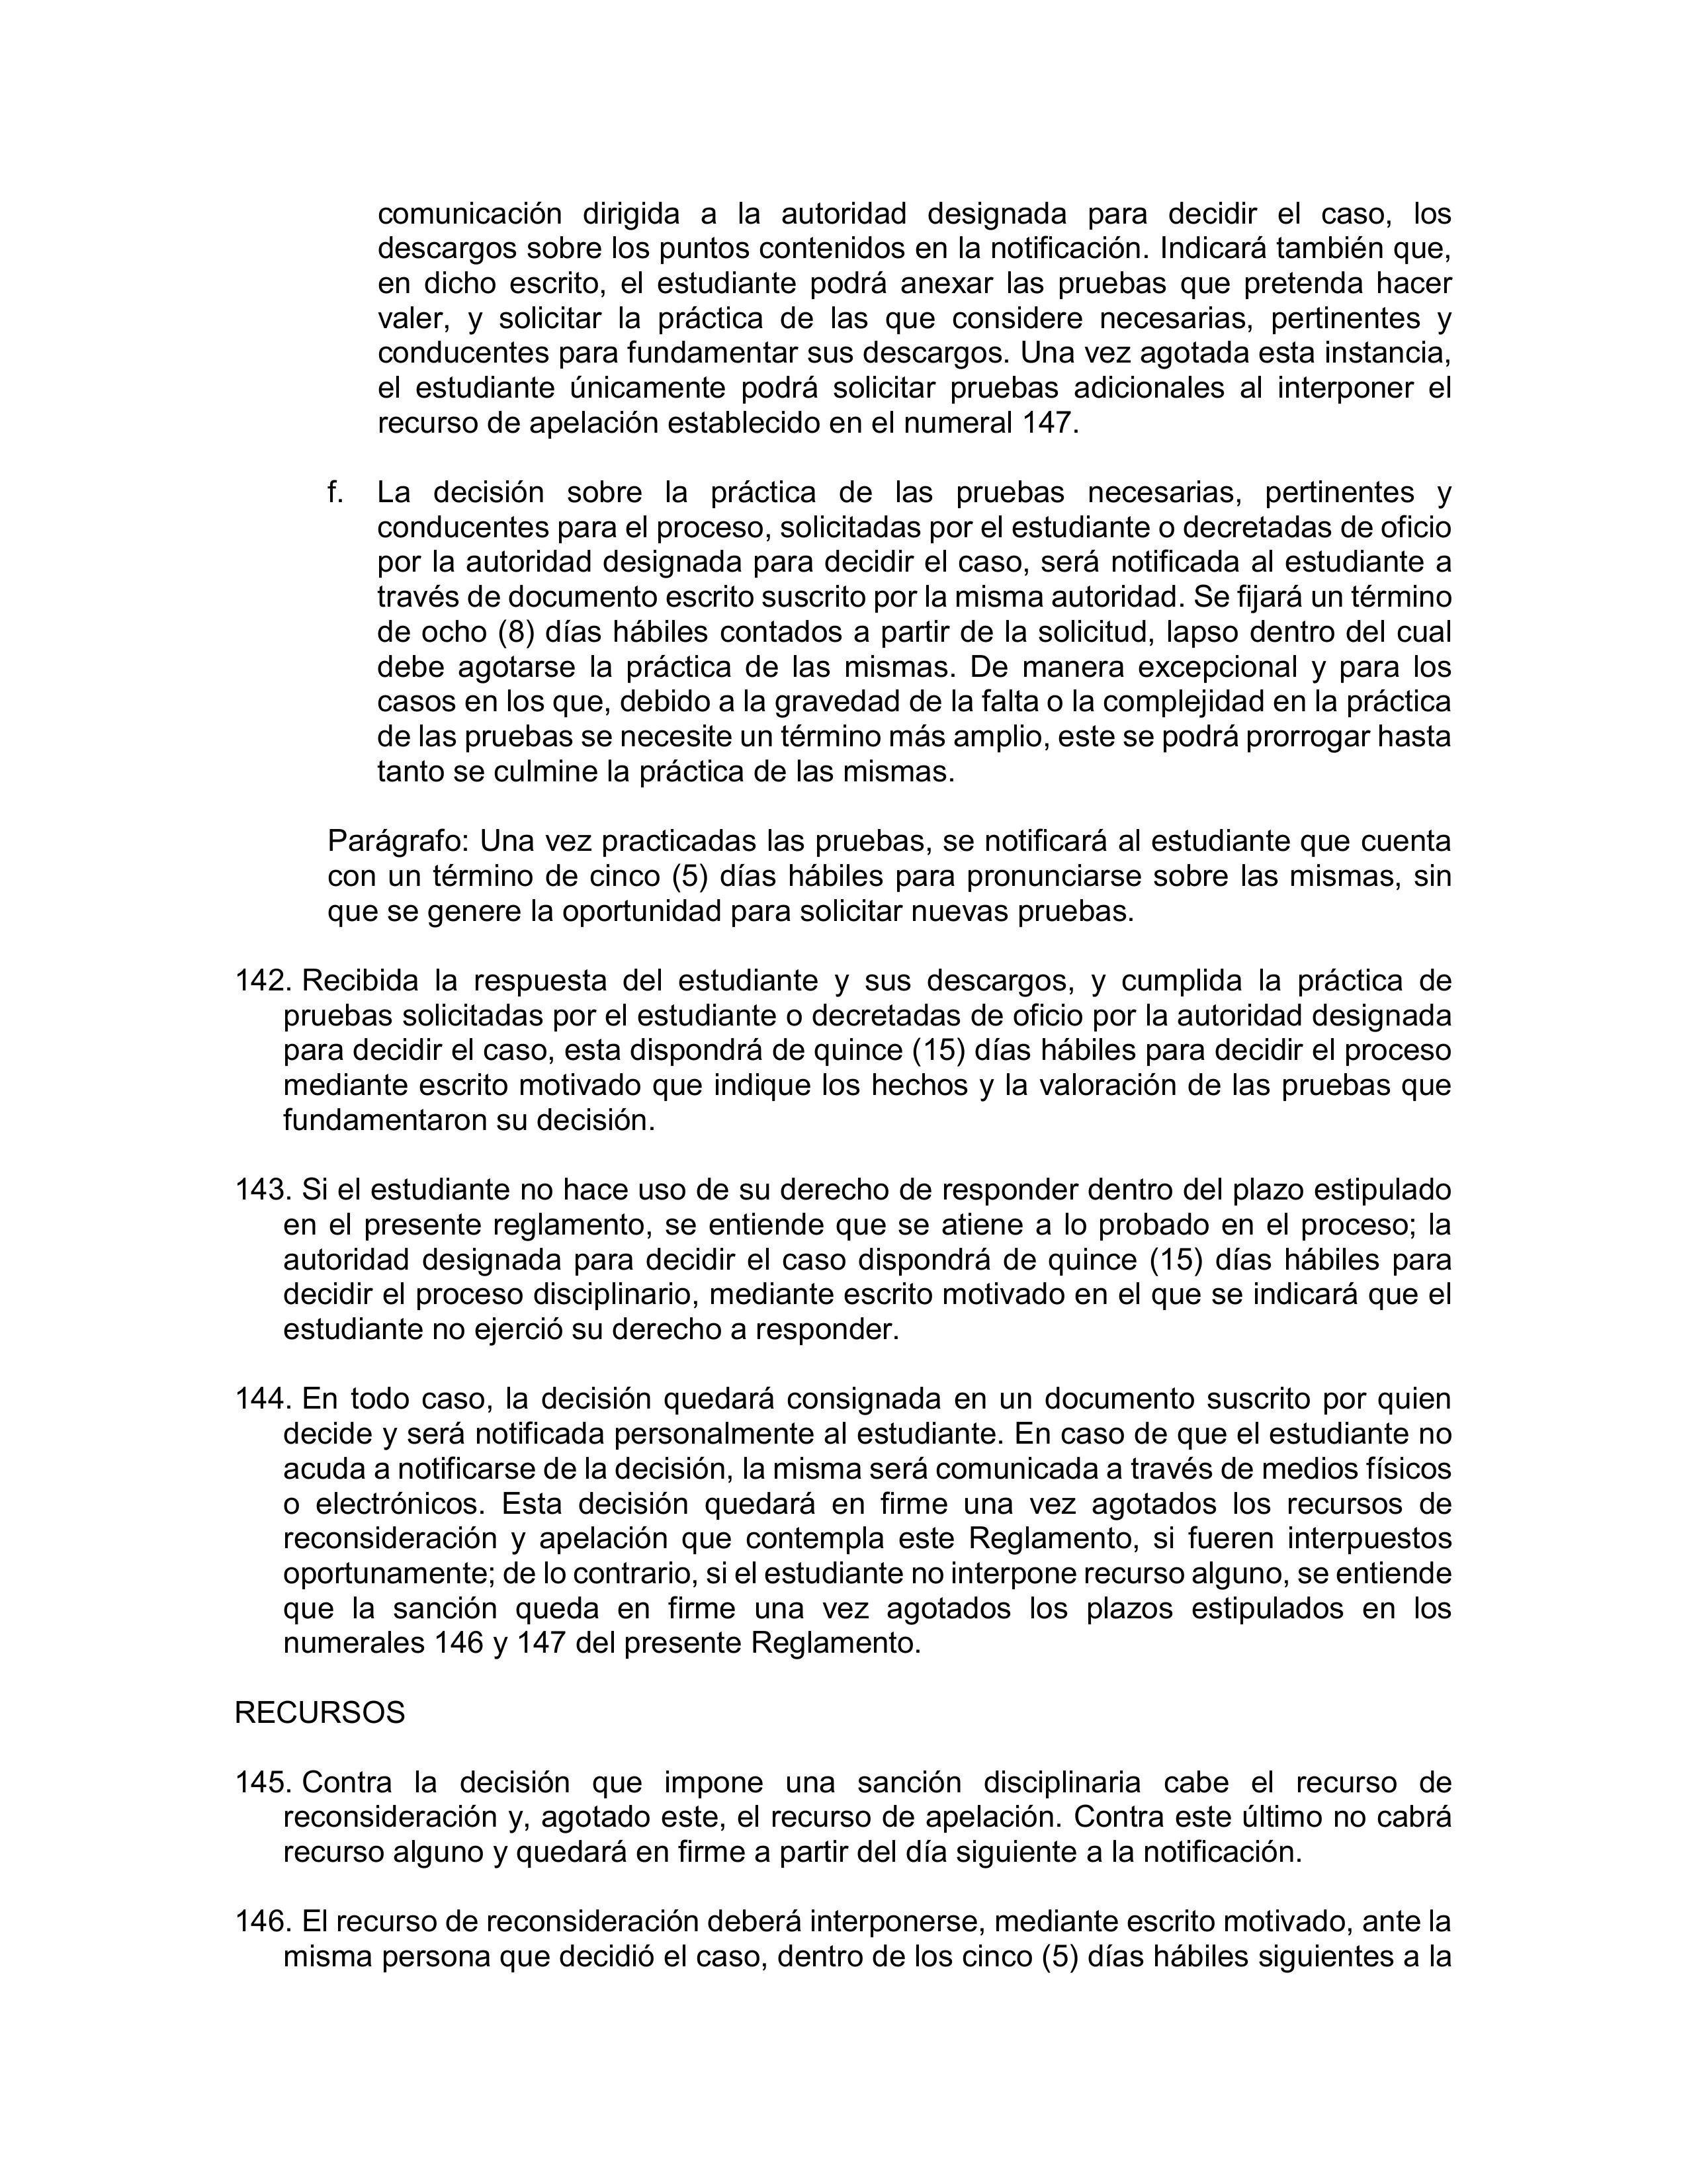 comunicación dirigida a la autoridad designada para decidir el caso, los
descargos sobre los puntos contenidos en la notificación. Indicará también que,
en dicho escrito, el estudiante podrá anexar las pruebas que pretenda hacer
valer, y solicitar la práctica de las que considere necesarias, pertinentes y
conducentes para fundamentar sus descargos. Una vez agotada esta instancia,
el estudiante únicamente podrá solicitar pruebas adicionales al interponer el
recurso de apelación establecido en el numeral 147.
f. La decisión sobre la práctica de las pruebas necesarias, pertinentes y
conducentes para el proceso, solicitadas por el estudiante o decretadas de oficio
por la autoridad designada para decidir el caso, será notificada al estudiante a
través de documento escrito suscrito por la misma autoridad. Se fijará un término
de ocho (8) días hábiles contados a partir de la solicitud, lapso dentro del cual
debe agotarse la práctica de las mismas. De manera excepcional y para los
casos en los que, debido a la gravedad de la falta o la complejidad en la práctica
de las pruebas se necesite un término más amplio, este se podrá prorrogar hasta
tanto se culmine la práctica de las mismas.
Parágrafo: Una vez practicadas las pruebas, se notificará al estudiante que cuenta
con un término de cinco (5) días hábiles para pronunciarse sobre las mismas, sin
que se genere la oportunidad para solicitar nuevas pruebas.
142. Recibida la respuesta del estudiante y sus descargos, y cumplida la práctica de
pruebas solicitadas por el estudiante o decretadas de oficio por la autoridad designada
para decidir el caso, esta dispondrá de quince (15) días hábiles para decidir el proceso
mediante escrito motivado que indique los hechos y la valoración de las pruebas que
fundamentaron su decisión.
143. Si el estudiante no hace uso de su derecho de responder dentro del plazo estipulado
en el presente reglamento, se entiende que se atiene a lo probado en el proceso; la
autoridad designada para decidir el caso dispondrá de quince (15) días hábiles para
decidir el proceso disciplinario, mediante escrito motivado en el que se indicará que el
estudiante no ejerció su derecho a responder.
144. En todo caso, la decisión quedará consignada en un documento suscrito por quien
decide y será notificada personalmente al estudiante. En caso de que el estudiante no
acuda a notificarse de la decisión, la misma será comunicada a través de medios físicos
o electrónicos. Esta decisión quedará en firme una vez agotados los recursos de
reconsideración y apelación que contempla este Reglamento, si fueren interpuestos
oportunamente; de lo contrario, si el estudiante no interpone recurso alguno, se entiende
que la sanción queda en firme una vez agotados los plazos estipulados en los
numerales 146 y 147 del presente Reglamento.
RECURSOS
145. Contra la decisión que impone una sanción disciplinaria cabe el recurso de
reconsideración y, agotado este, el recurso de apelación. Contra este último no cabrá
recurso alguno y quedará en firme a partir del día siguiente a la notificación.
146. El recurso de reconsideración deberá interponerse, mediante escrito motivado, ante la
misma persona que decidió el caso, dentro de los cinco (5) días hábiles siguientes a la